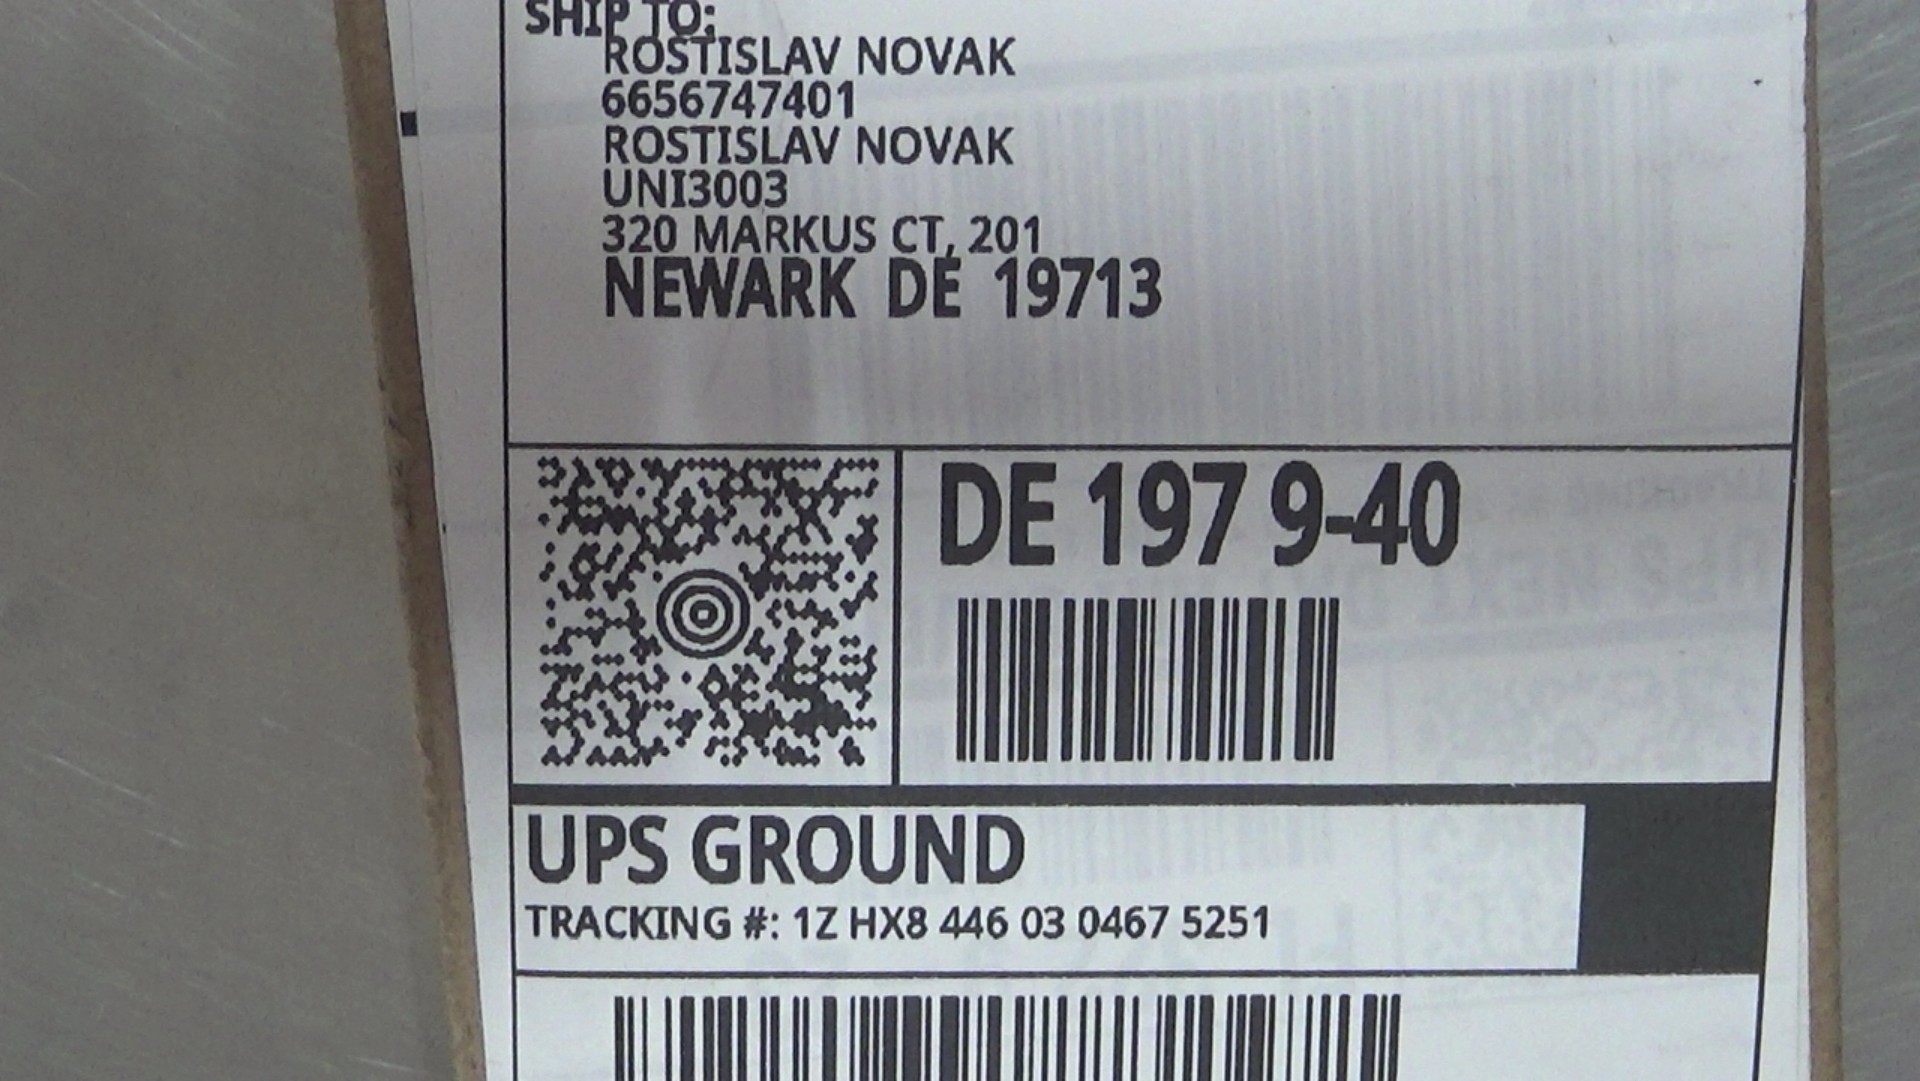 SHIP TO:
ROSTISLAV NOVAK
6656747401
ROSTISLAV NOVAK
UNI3003
320 MARKUS CT, 201
NEWARK DE 19713
DE 197 9-40
UPS GROUND
TRACKING #: 1Z HX8 446 03 0467 5251